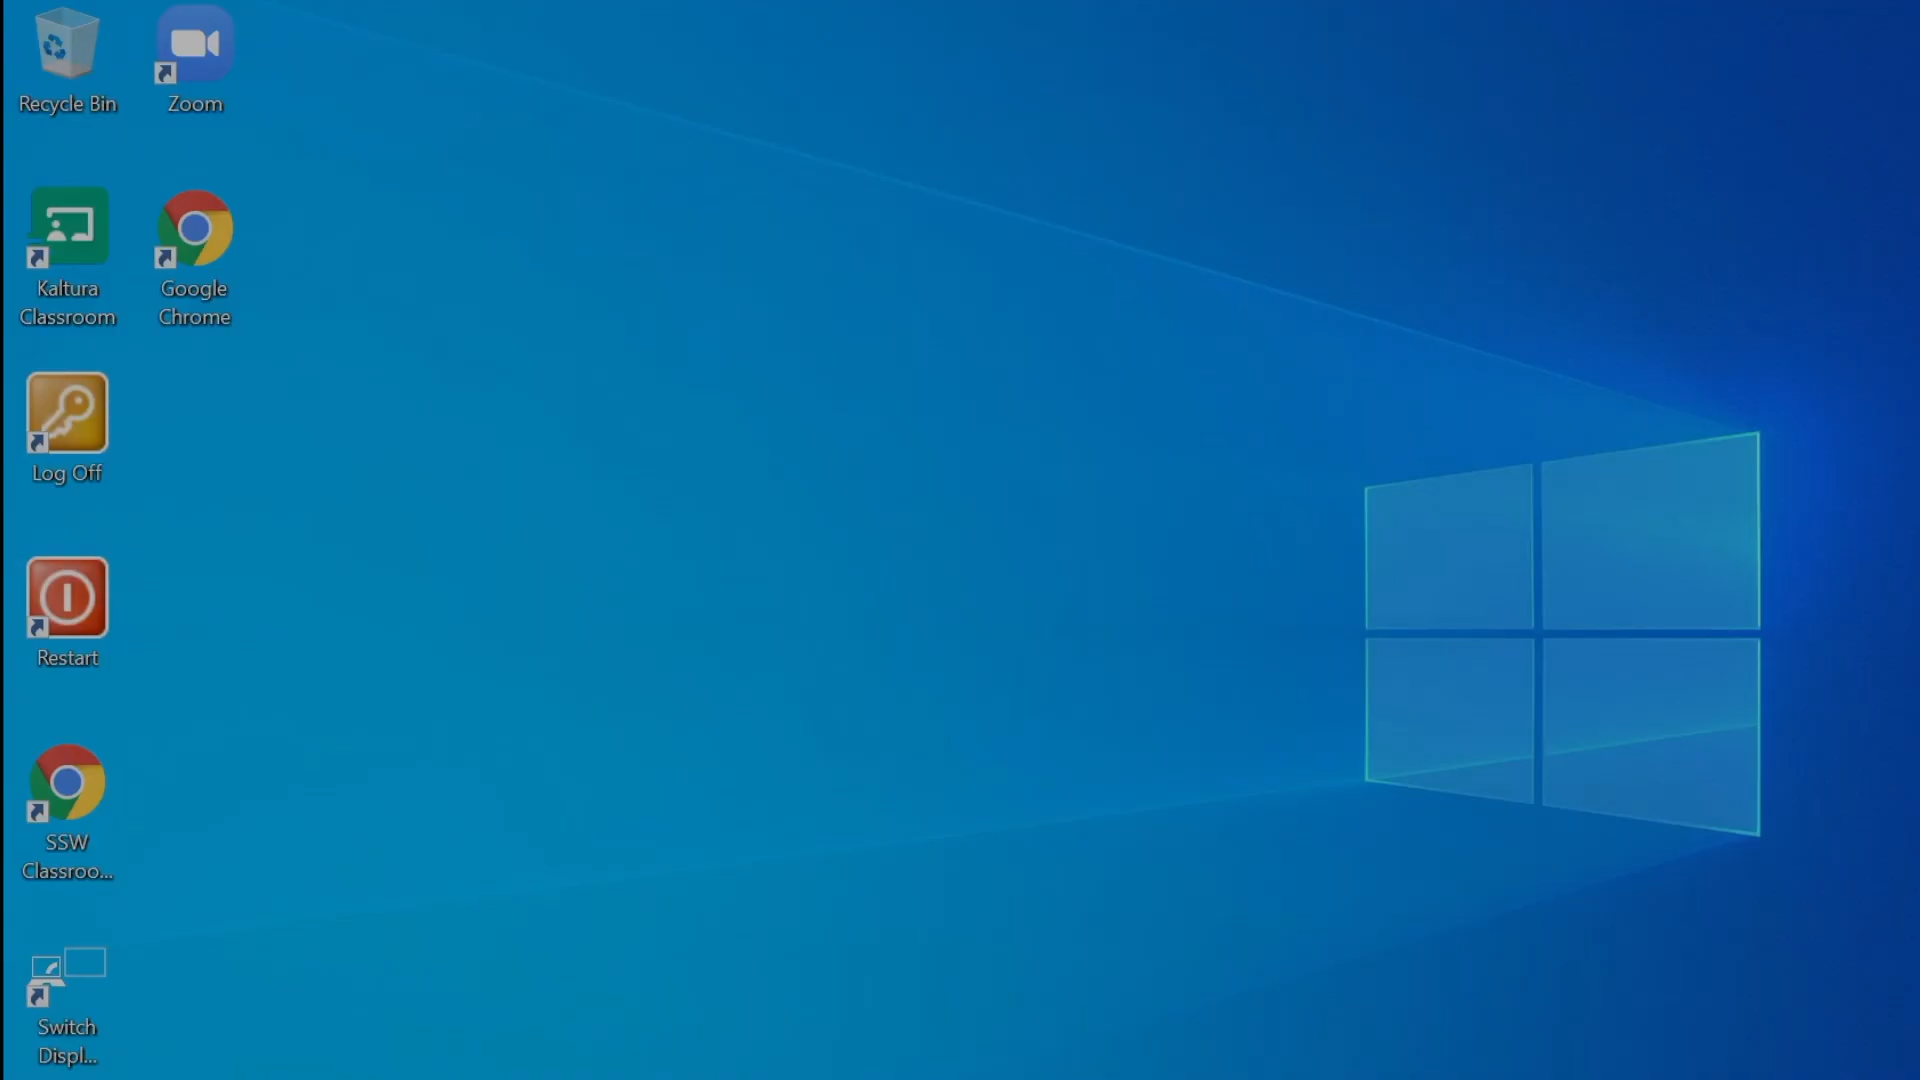 Recycle Bin
Zoom
Kaltura
Classroom
Google
Chrome
Log Off
Restart
SSW
Classroo...
Switch
Displ...